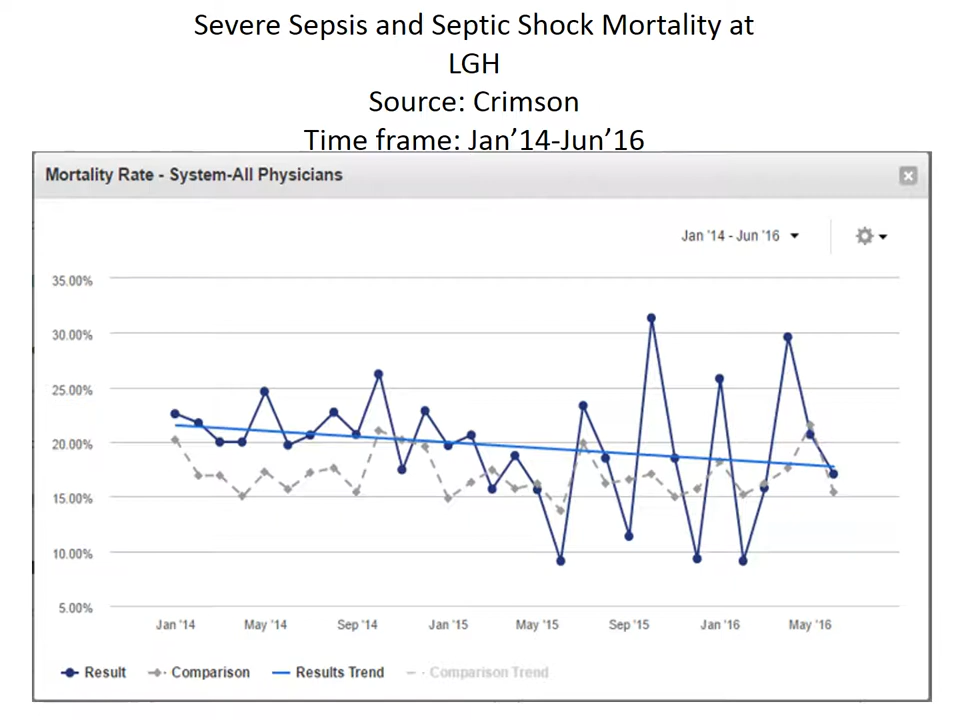 Severe Sepsis and Septic Shock Mortality at
LGH
Source: Crimson
Time frame: Jan’14-Jun’16
Mortality Rate - System-All Physicians
Jan '14 - Jun '16
35.00%
30.00%
25.00%
20.00%
15.00%
10.00%
5.00%
Jan '14 May '14 Sep '14 Jan '15 May '15 Sep '15 Jan '16 May '16
Result Comparison Results Trend Comparison Trend